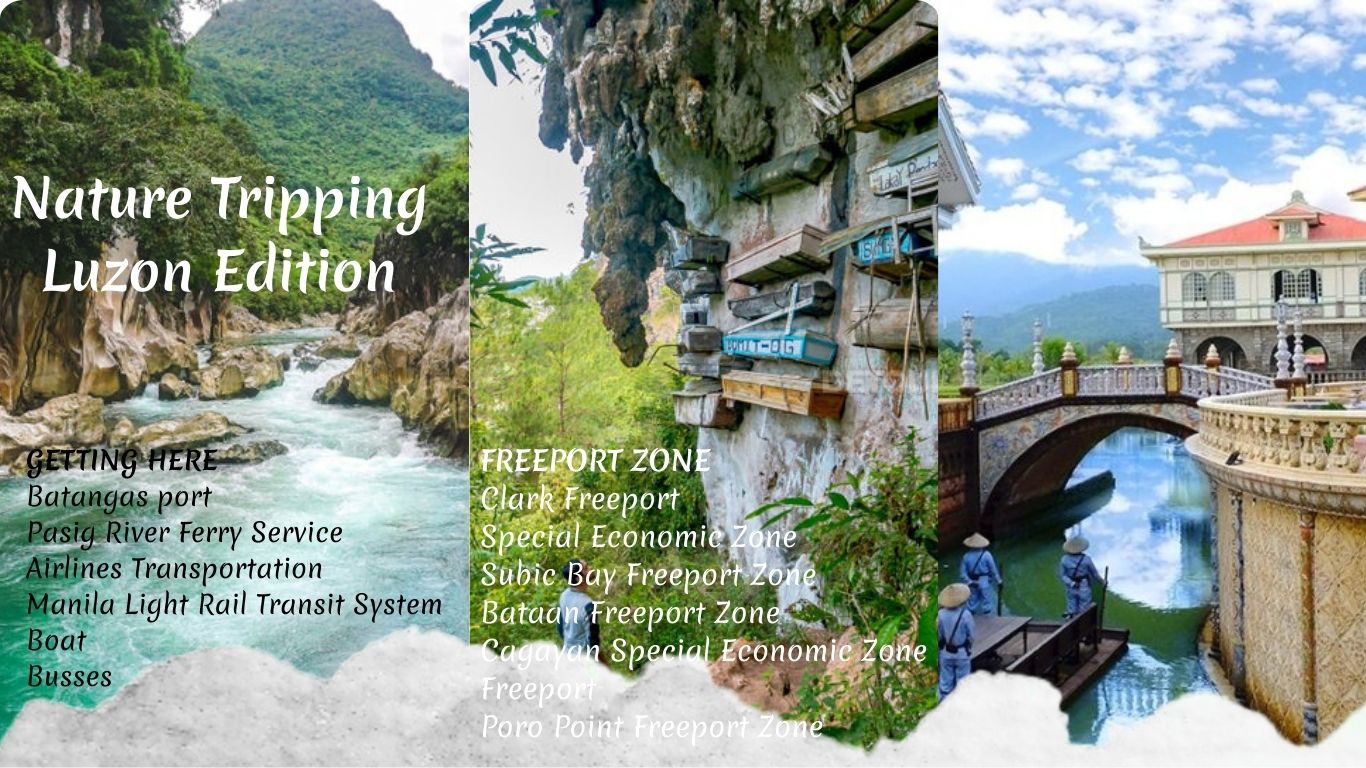 Nature Tripping
Luzon Edition
GETTING HERE
Batangas port
Pasig River Ferry Service
Airlines Transportation
Manila Light Rail Transit System
Boat
Busses
FREEPORT ZONE
Clark Freeport
Special Economic Zone
Subic Bay Freeport Zone
Bataan Freeport Zone
Cagayan Special Economic Zone
Freeport
Poro Point Freeport Zone